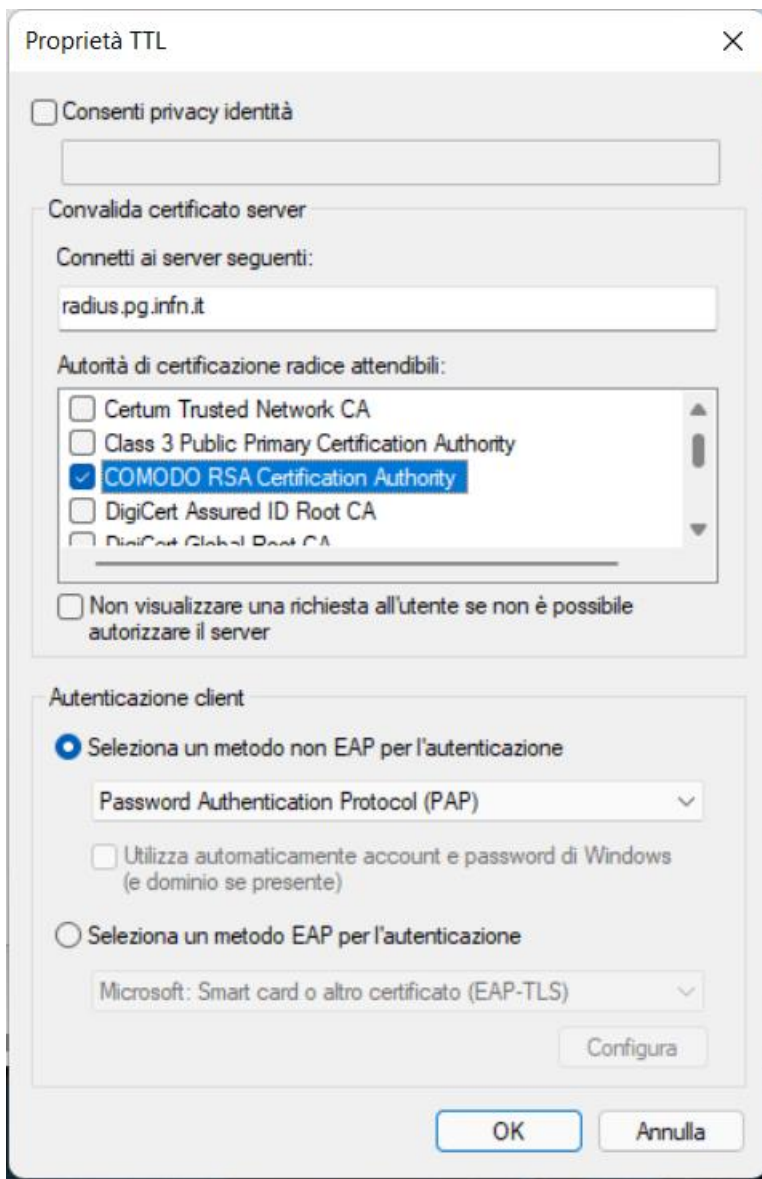 Proprietà TTL
Consenti privacy identità
Convalida certificato server
Connetti ai server seguenti:
radius.pg.infn.it
Autorità di certificazione radice attendibili:
Certum Trusted Network CA
Class 3 Public Primary Certification Authority
COMODO RSA Certification Authority
DigiCert Assured ID Root CA
DigiCert Global Root CA
Non visualizzare una richiesta all'utente se non è possibile
autorizzare il server
Autenticazione client
Seleziona un metodo non EAP per l'autenticazione
Password Authentication Protocol (PAP)
Utilizza automaticamente account e password di Windows
(e dominio se presente)
Seleziona un metodo EAP per l'autenticazione
Microsoft: Smart card o altro certificato (EAP-TLS)
Configura
OK
Annulla